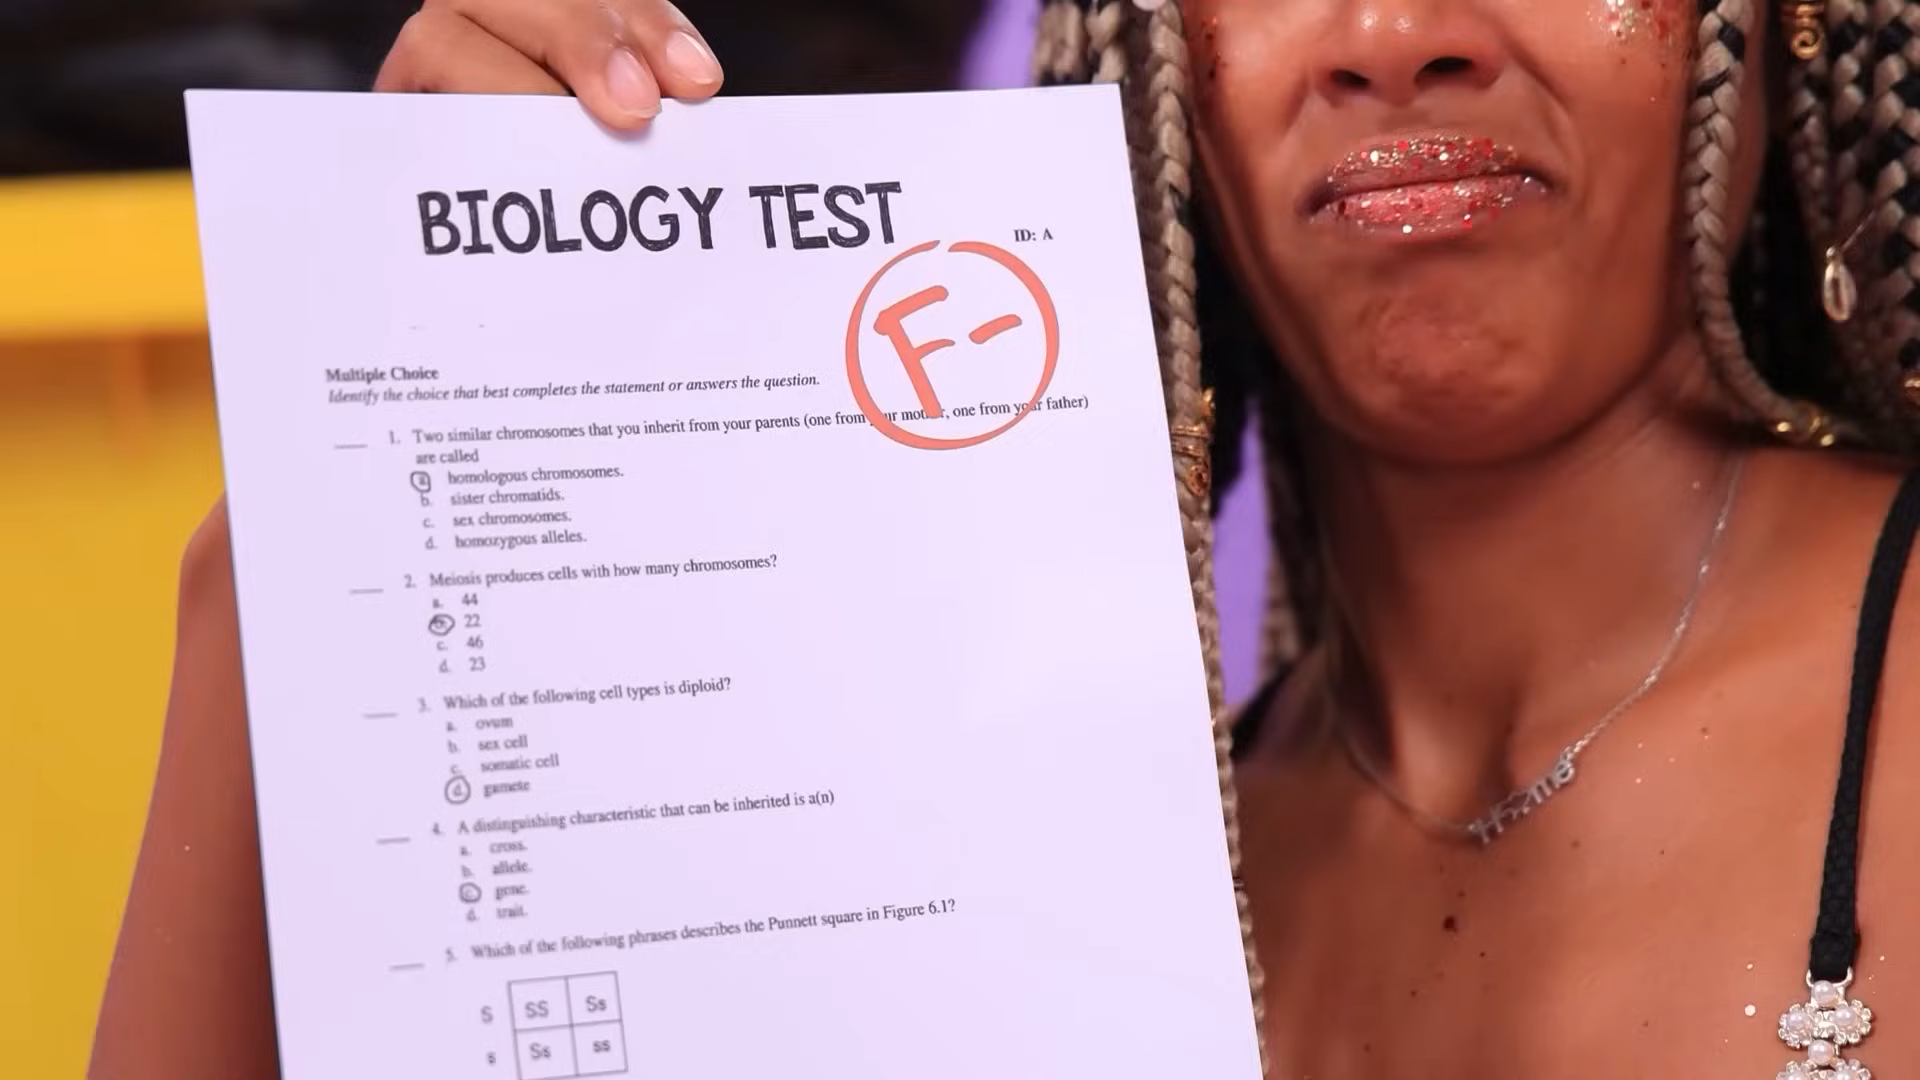 BIOLOGY TEST
ID: A
F-
Multiple Choice
Identify the choice that best completes the statement or answers the question.
1. Two similar chromosomes that you inherit from your parents (one from your mother, one from your father)
are called
a homologous chromosomes.
b. sister chromatids.
c. sex chromosomes.
d. homozygous alleles.
2. Meiosis produces cells with how many chromosomes?
a. 44
b. 22
c. 46
d. 23
3. Which of the following cell types is diploid?
a. ovum
b. sex cell
c. somatic cell
d. gamete
4. A distinguishing characteristic that can be inherited is a(n)
a. cross.
b. allele.
c. gene.
d. trait.
5. Which of the following phrases describes the Punnett square in Figure 6.1?
S SS Ss
s Ss ss